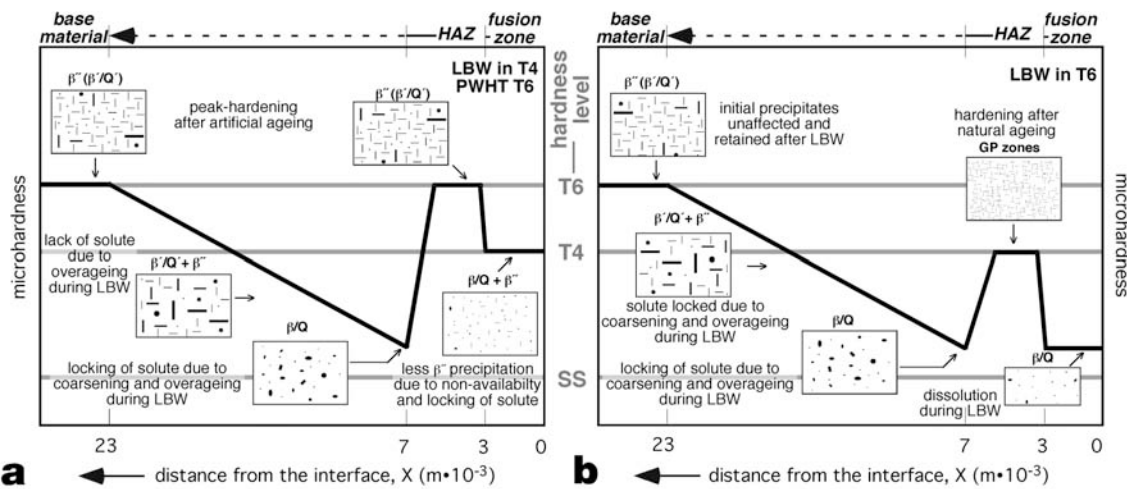 base
material
HAZ
fusion
zone
LBW in T4
PWHT T6
β˝(β´/Q´)
peak-hardening
after artificial ageing
β˝(β´/Q´)
lack of solute
due to
overageing
during LBW
β´/Q´+ β˝
β/Q
β/Q + β˝
locking of solute due to
coarsening and overageing
during LBW
less β˝ precipitation
due to non-availabilty
and locking of solute
microhardness
23
7
3
0
a
distance from the interface, X (m•10⁻³)
hardness
level
T6
T4
SS
base
material
HAZ
fusion
zone
LBW in T6
β˝(β´/Q´)
initial precipitates
unaffected and
retained after LBW
hardening after
natural ageing
GP zones
β´/Q´+ β˝
solute locked due to
coarsening and overageing
during LBW
β/Q
locking of solute due to
coarsening and overageing
during LBW
β/Q
dissolution
during LBW
microhardness
23
7
3
0
b
distance from the interface, X (m•10⁻³)